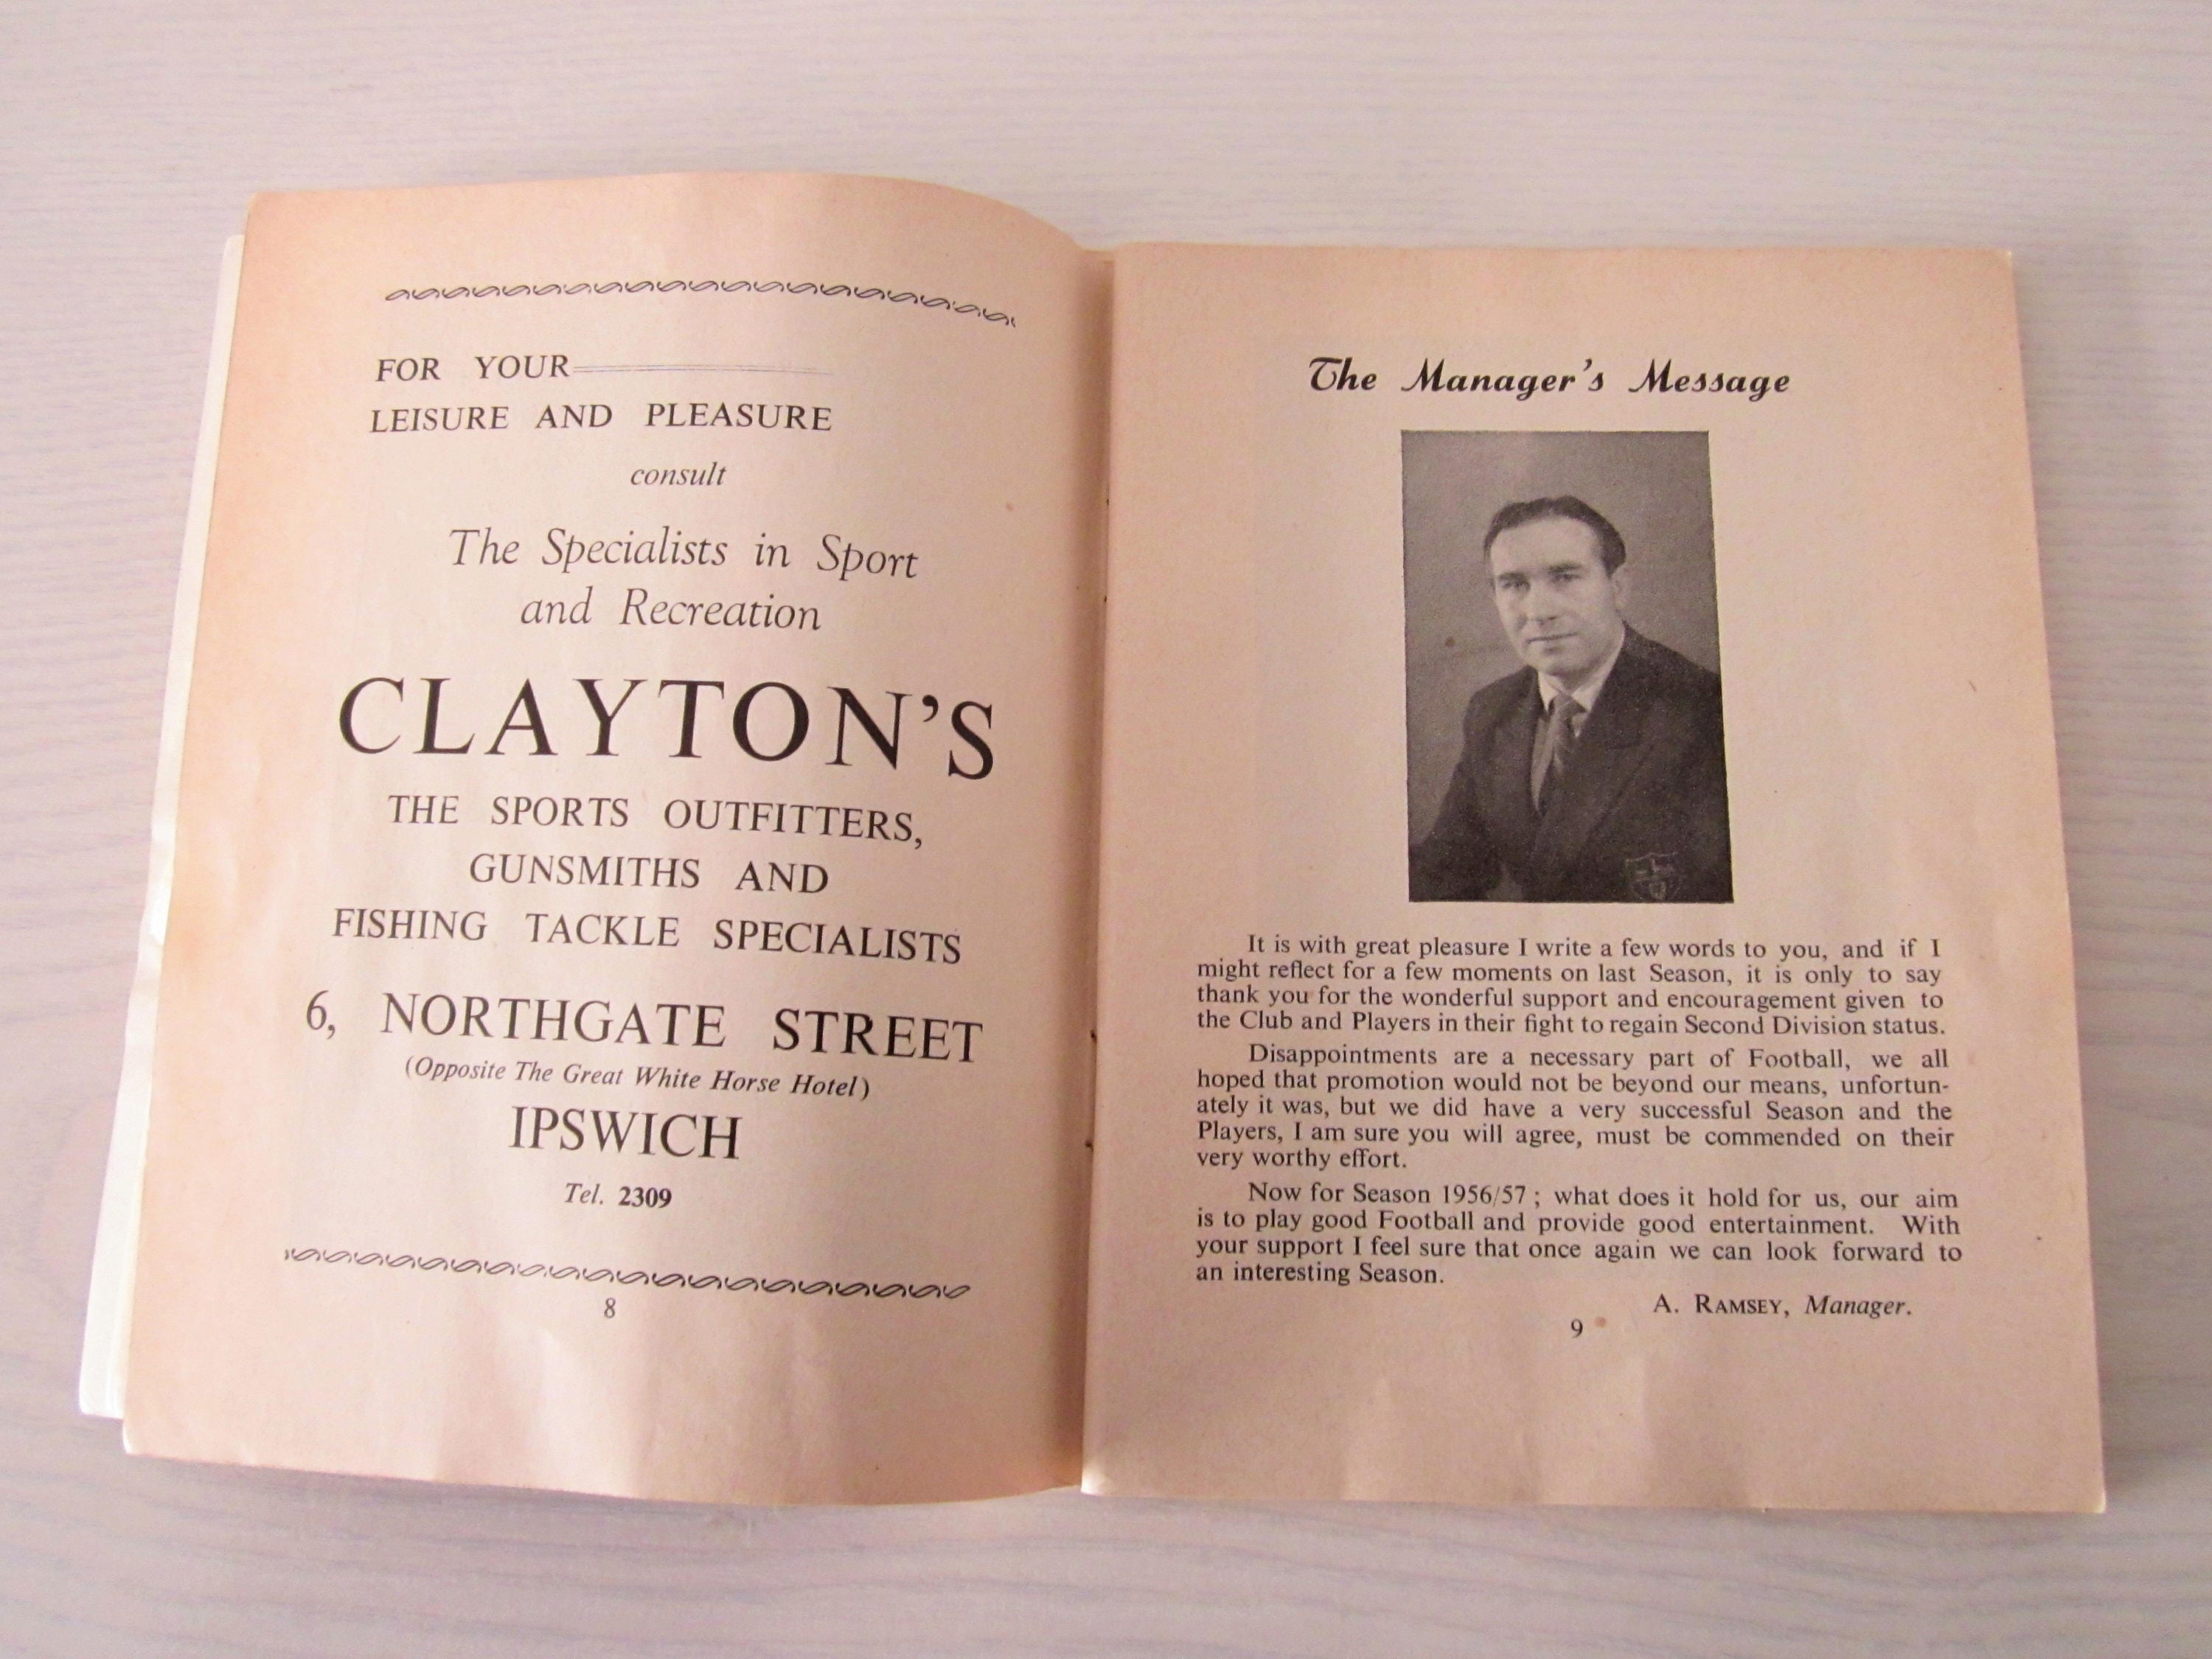 FOR YOUR
LEISURE AND PLEASURE
consult
The Specialists in Sport
and Recreation
CLAYTON'S
THE SPORTS OUTFITTERS,
GUNSMITHS AND
FISHING TACKLE SPECIALISTS
6, NORTHGATE STREET
(Opposite The Great White Horse Hotel)
IPSWICH
Tel. 2309
8
The Manager's Message
It is with great pleasure I write a few words to you, and if I
might reflect for a few moments on last Season, it is only to say
thank you for the wonderful support and encouragement given to
the Club and Players in their fight to regain Second Division status.
Disappointments are a necessary part of Football, we all
hoped that promotion would not be beyond our means, unfortun-
ately it was, but we did have a very successful Season and the
Players, I am sure you will agree, must be commended on their
very worthy effort.
Now for Season 1956/57 ; what does it hold for us, our aim
is to play good Football and provide good entertainment. With
your support I feel sure that once again we can look forward to
an interesting Season.
A. RAMSEY, Manager.
9